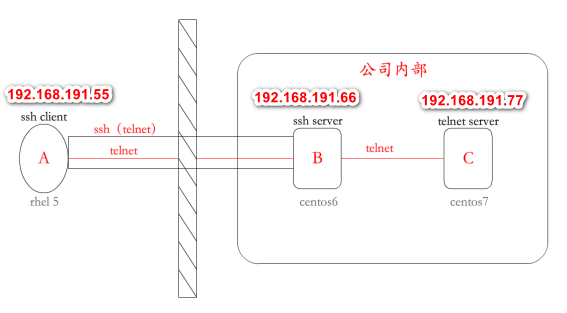 公司内部
192.168.191.55
192.168.191.66
192.168.191.77
ssh client
ssh server
telnet server
ssh（telnet）
telnet
telnet
A
B
C
rhel 5
centos6
centos7